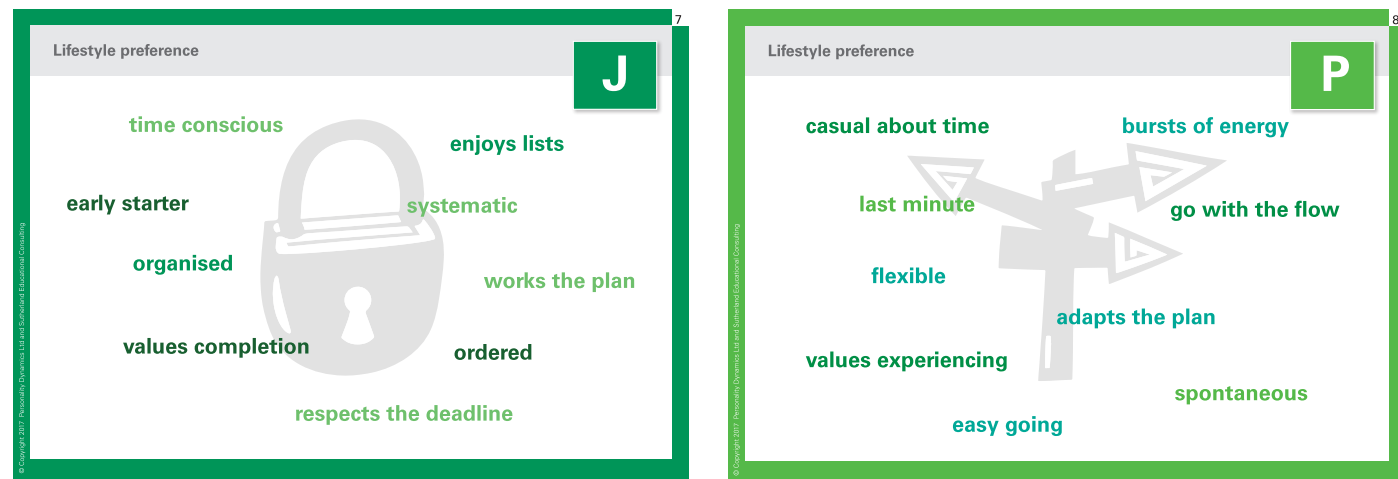 7
Lifestyle preference
J
time conscious
enjoys lists
early starter
systematic
organised
works the plan
values completion
ordered
respects the deadline
© Copyright 2017 Personality Dynamics Ltd and Sutherland Educational Consulting
8
Lifestyle preference
P
casual about time
bursts of energy
last minute
go with the flow
flexible
adapts the plan
values experiencing
spontaneous
easy going
© Copyright 2017 Personality Dynamics Ltd and Sutherland Educational Consulting